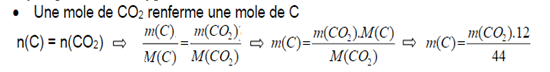 • Une mole de CO₂ renferme une mole de C
n(C) = n(CO₂) ⇨ m(C)/M(C) = m(CO₂)/M(CO₂) ⇨ m(C)= m(CO₂).M(C)/M(CO₂) ⇨ m(C)= m(CO₂).12/44